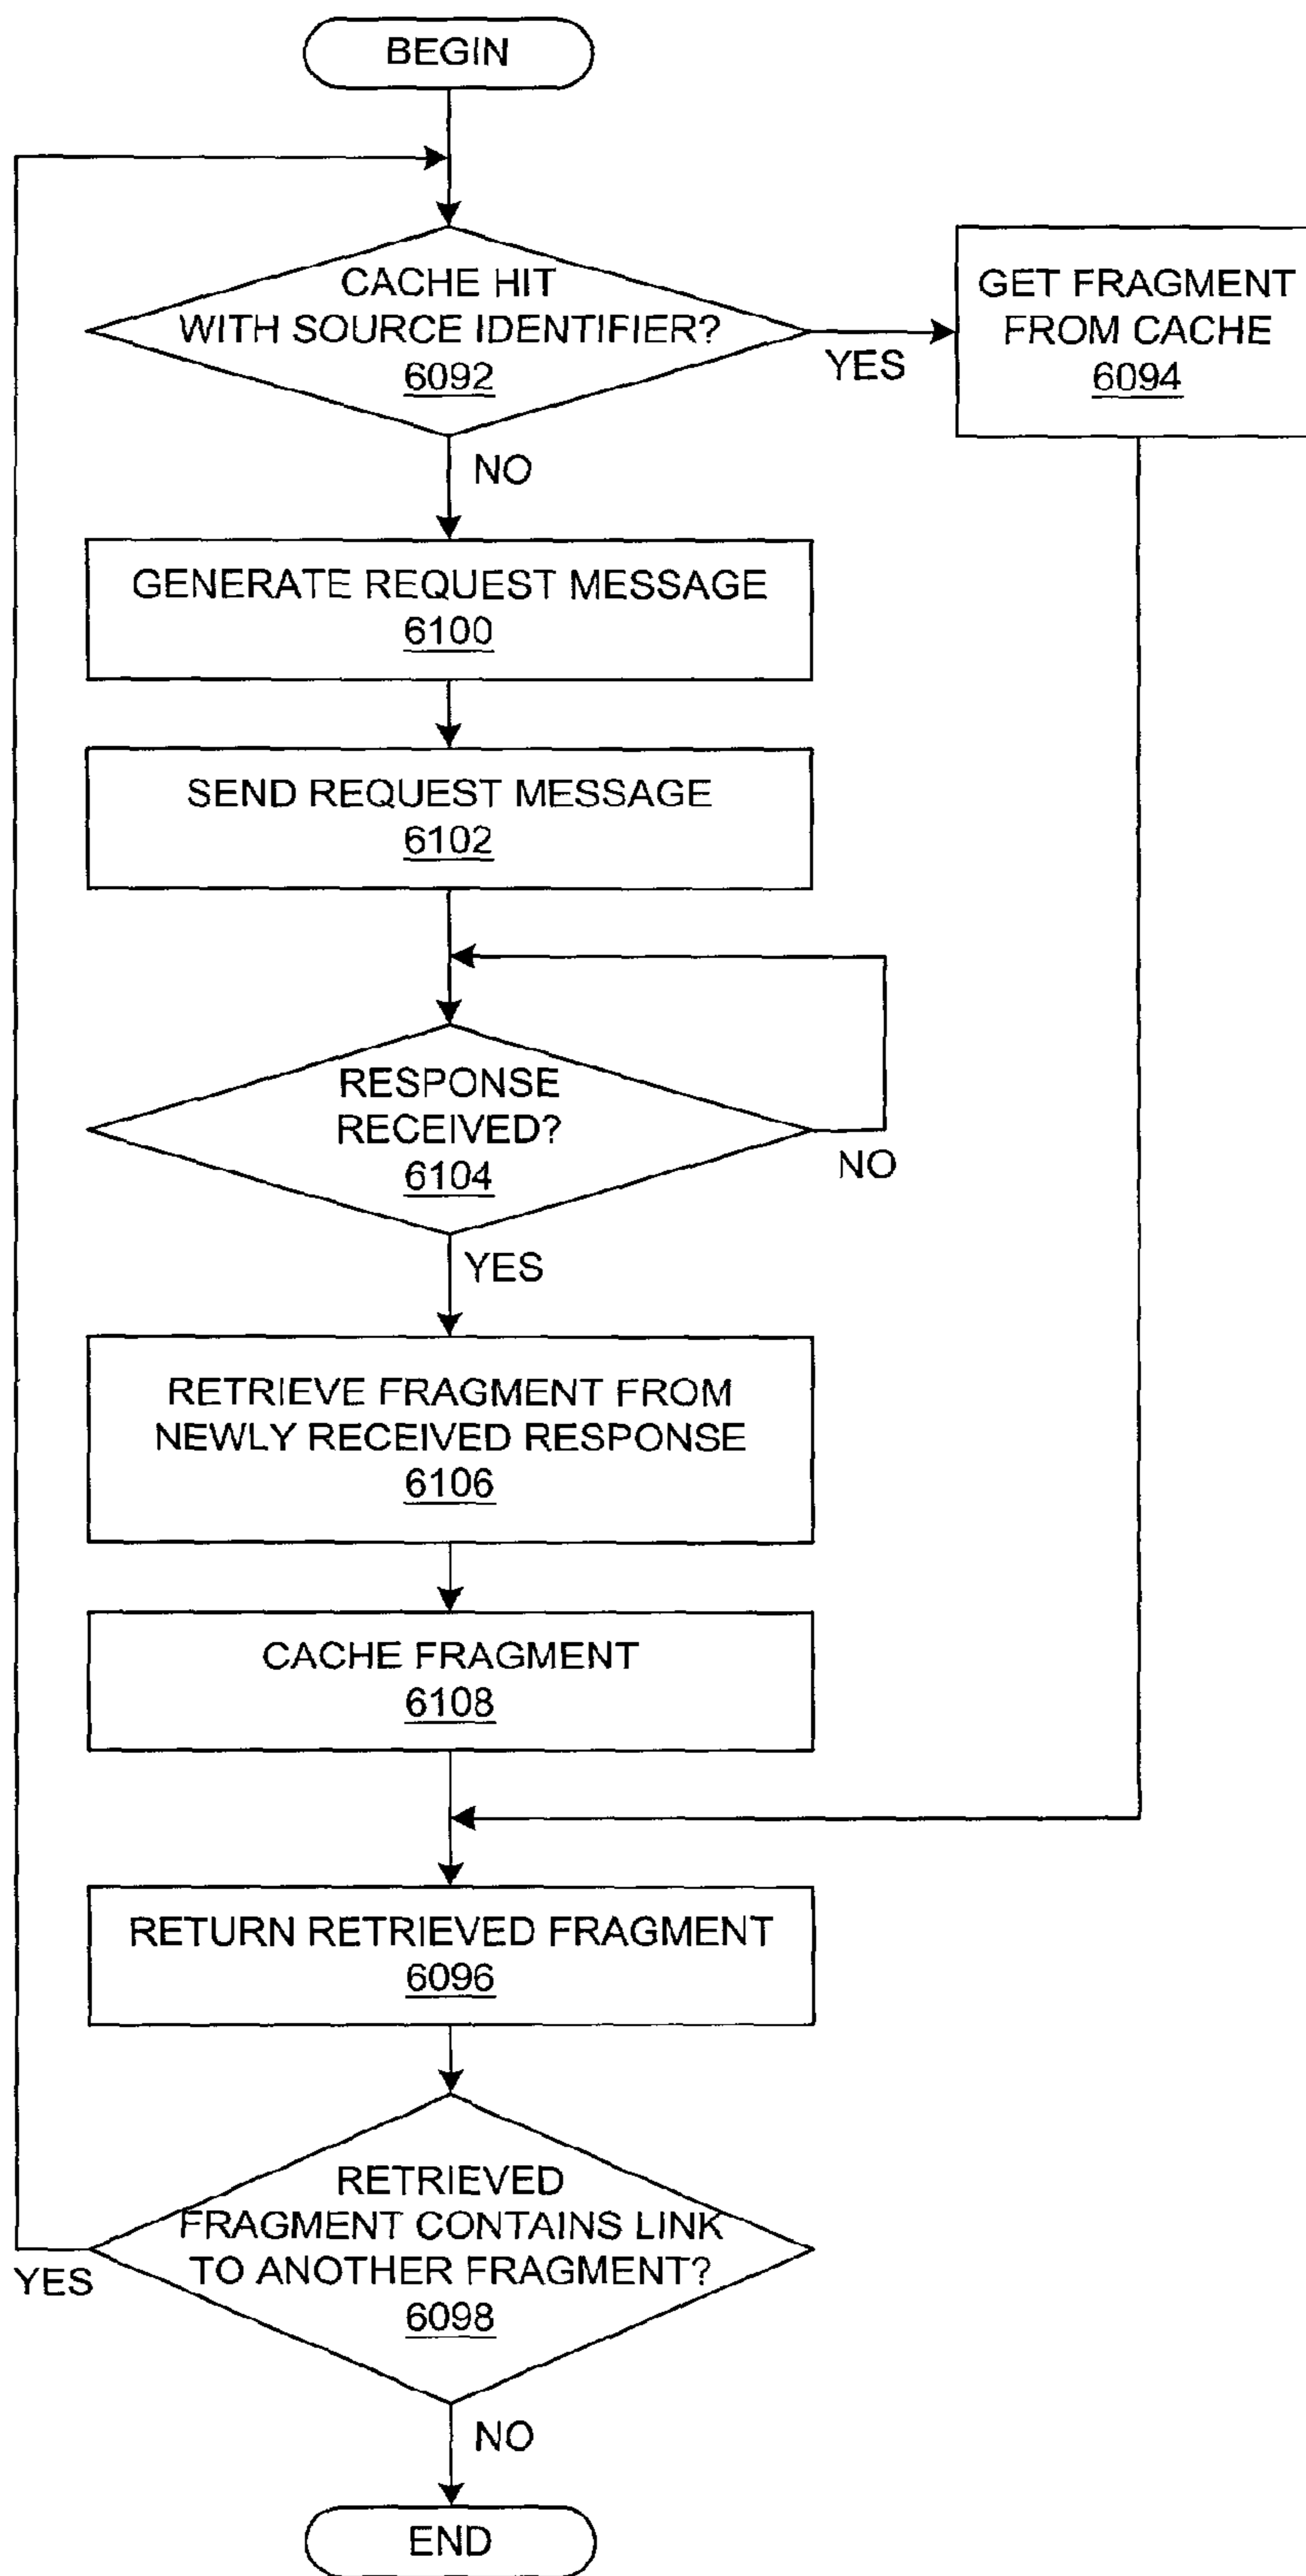 BEGIN
CACHE HIT
WITH SOURCE IDENTIFIER?
6092
YES
GET FRAGMENT
FROM CACHE
6094
NO
GENERATE REQUEST MESSAGE
6100
SEND REQUEST MESSAGE
6102
RESPONSE
RECEIVED?
6104
NO
YES
RETRIEVE FRAGMENT FROM
NEWLY RECEIVED RESPONSE
6106
CACHE FRAGMENT
6108
RETURN RETRIEVED FRAGMENT
6096
RETRIEVED
FRAGMENT CONTAINS LINK
TO ANOTHER FRAGMENT?
6098
YES
NO
END